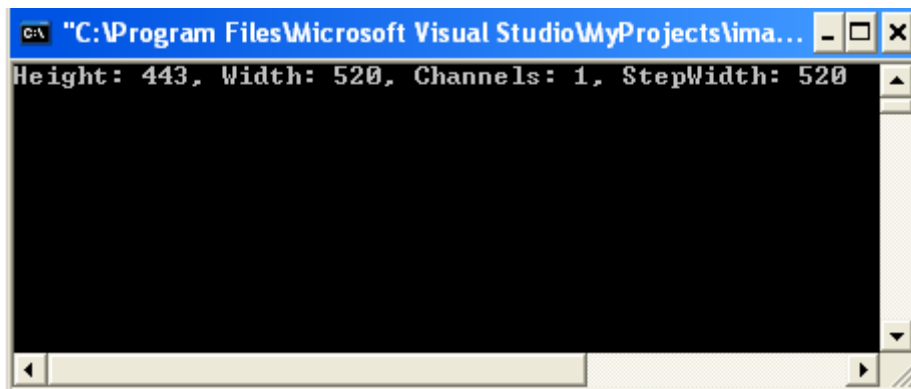 "C:\Program Files\Microsoft Visual Studio\MyProjects\ima...
Height: 443, Width: 520, Channels: 1, StepWidth: 520